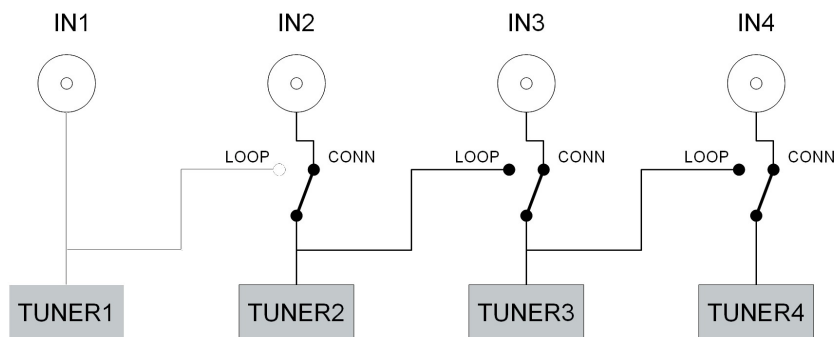 IN1 IN2 IN3 IN4
LOOP CONN LOOP CONN LOOP CONN
TUNER1 TUNER2 TUNER3 TUNER4